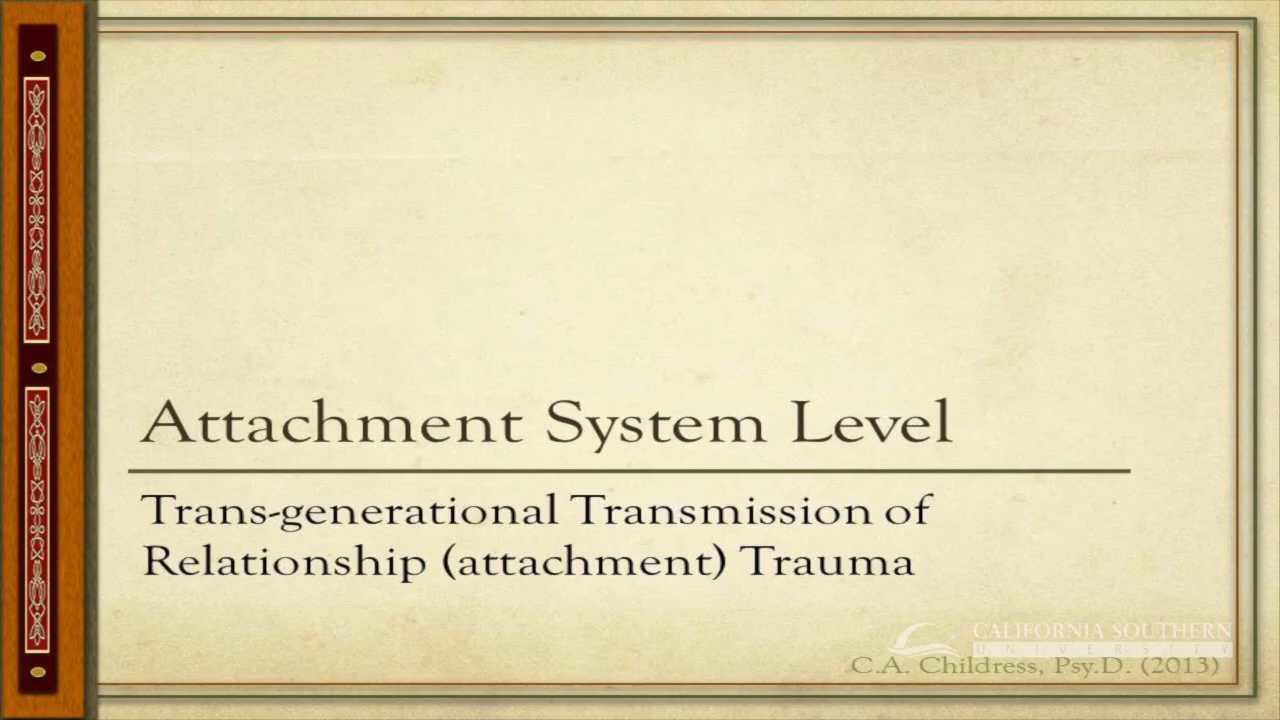 Attachment System Level
Trans-generational Transmission of
Relationship (attachment) Trauma
CALIFORNIA SOUTHERN
UNIVERSITY
C.A. Childress, Psy.D. (2013)